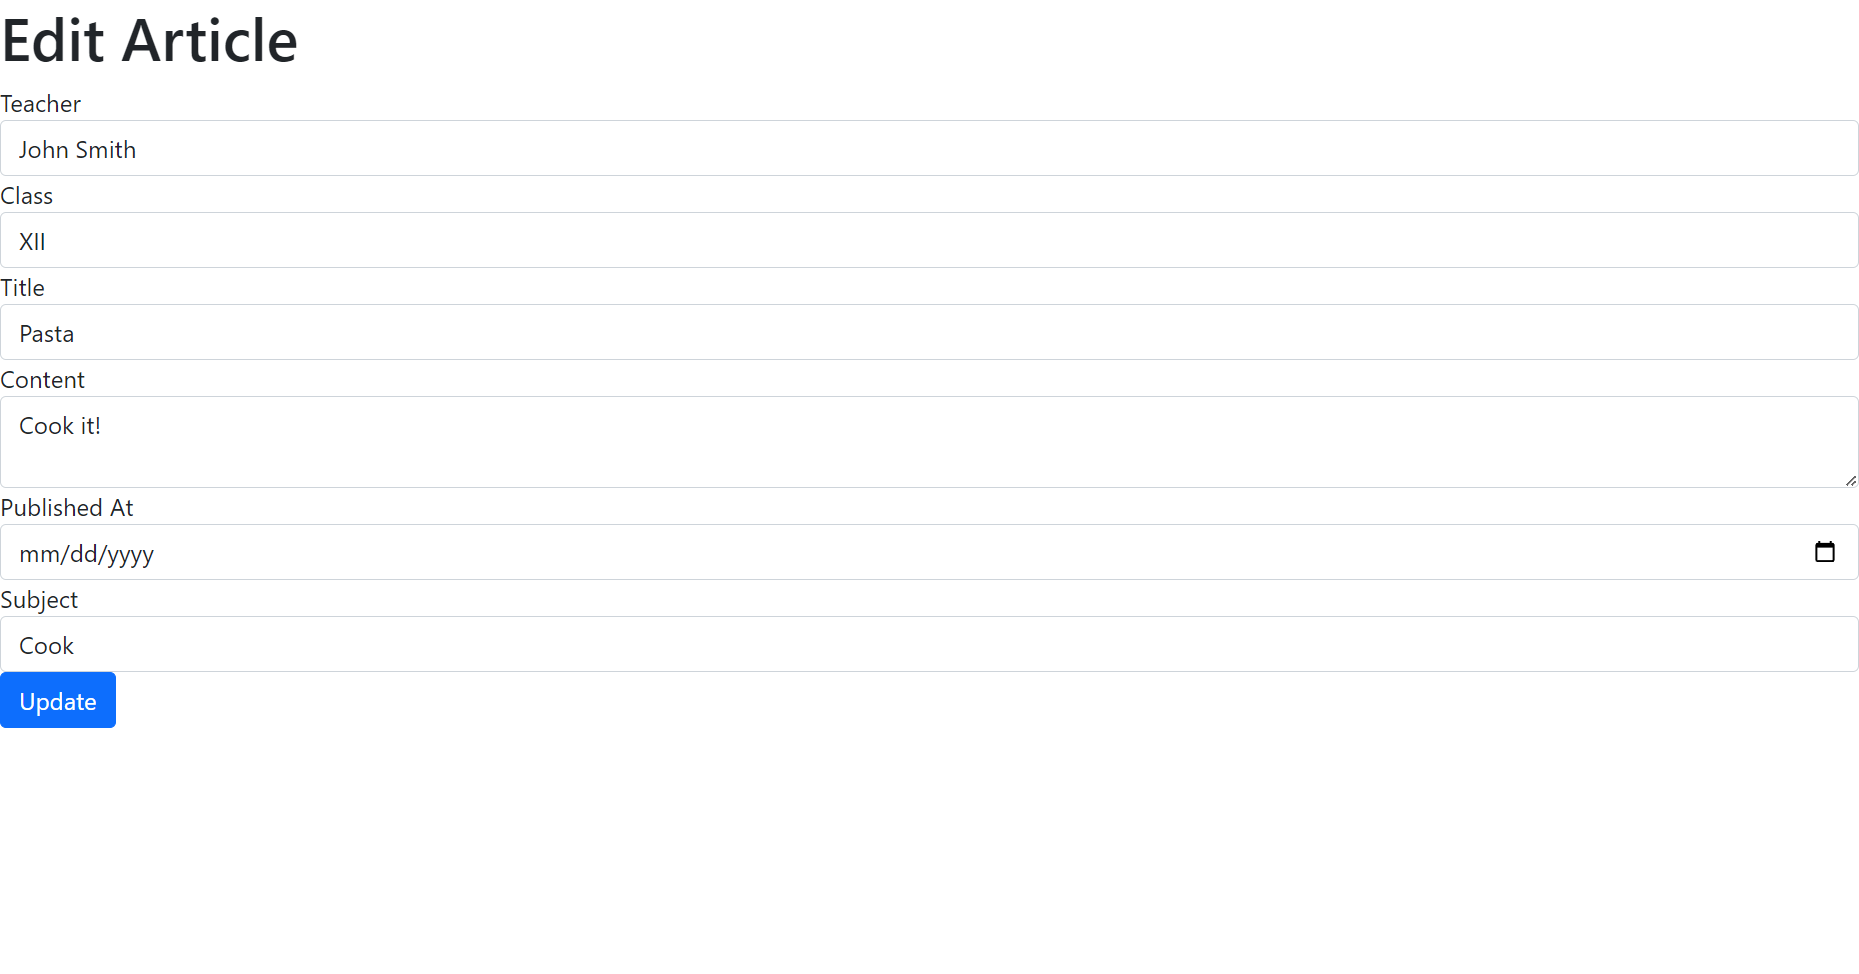 Edit Article
Teacher
John Smith
Class
XII
Title
Pasta
Content
Cook it!
Published At
mm/dd/yyyy
Subject
Cook
Update